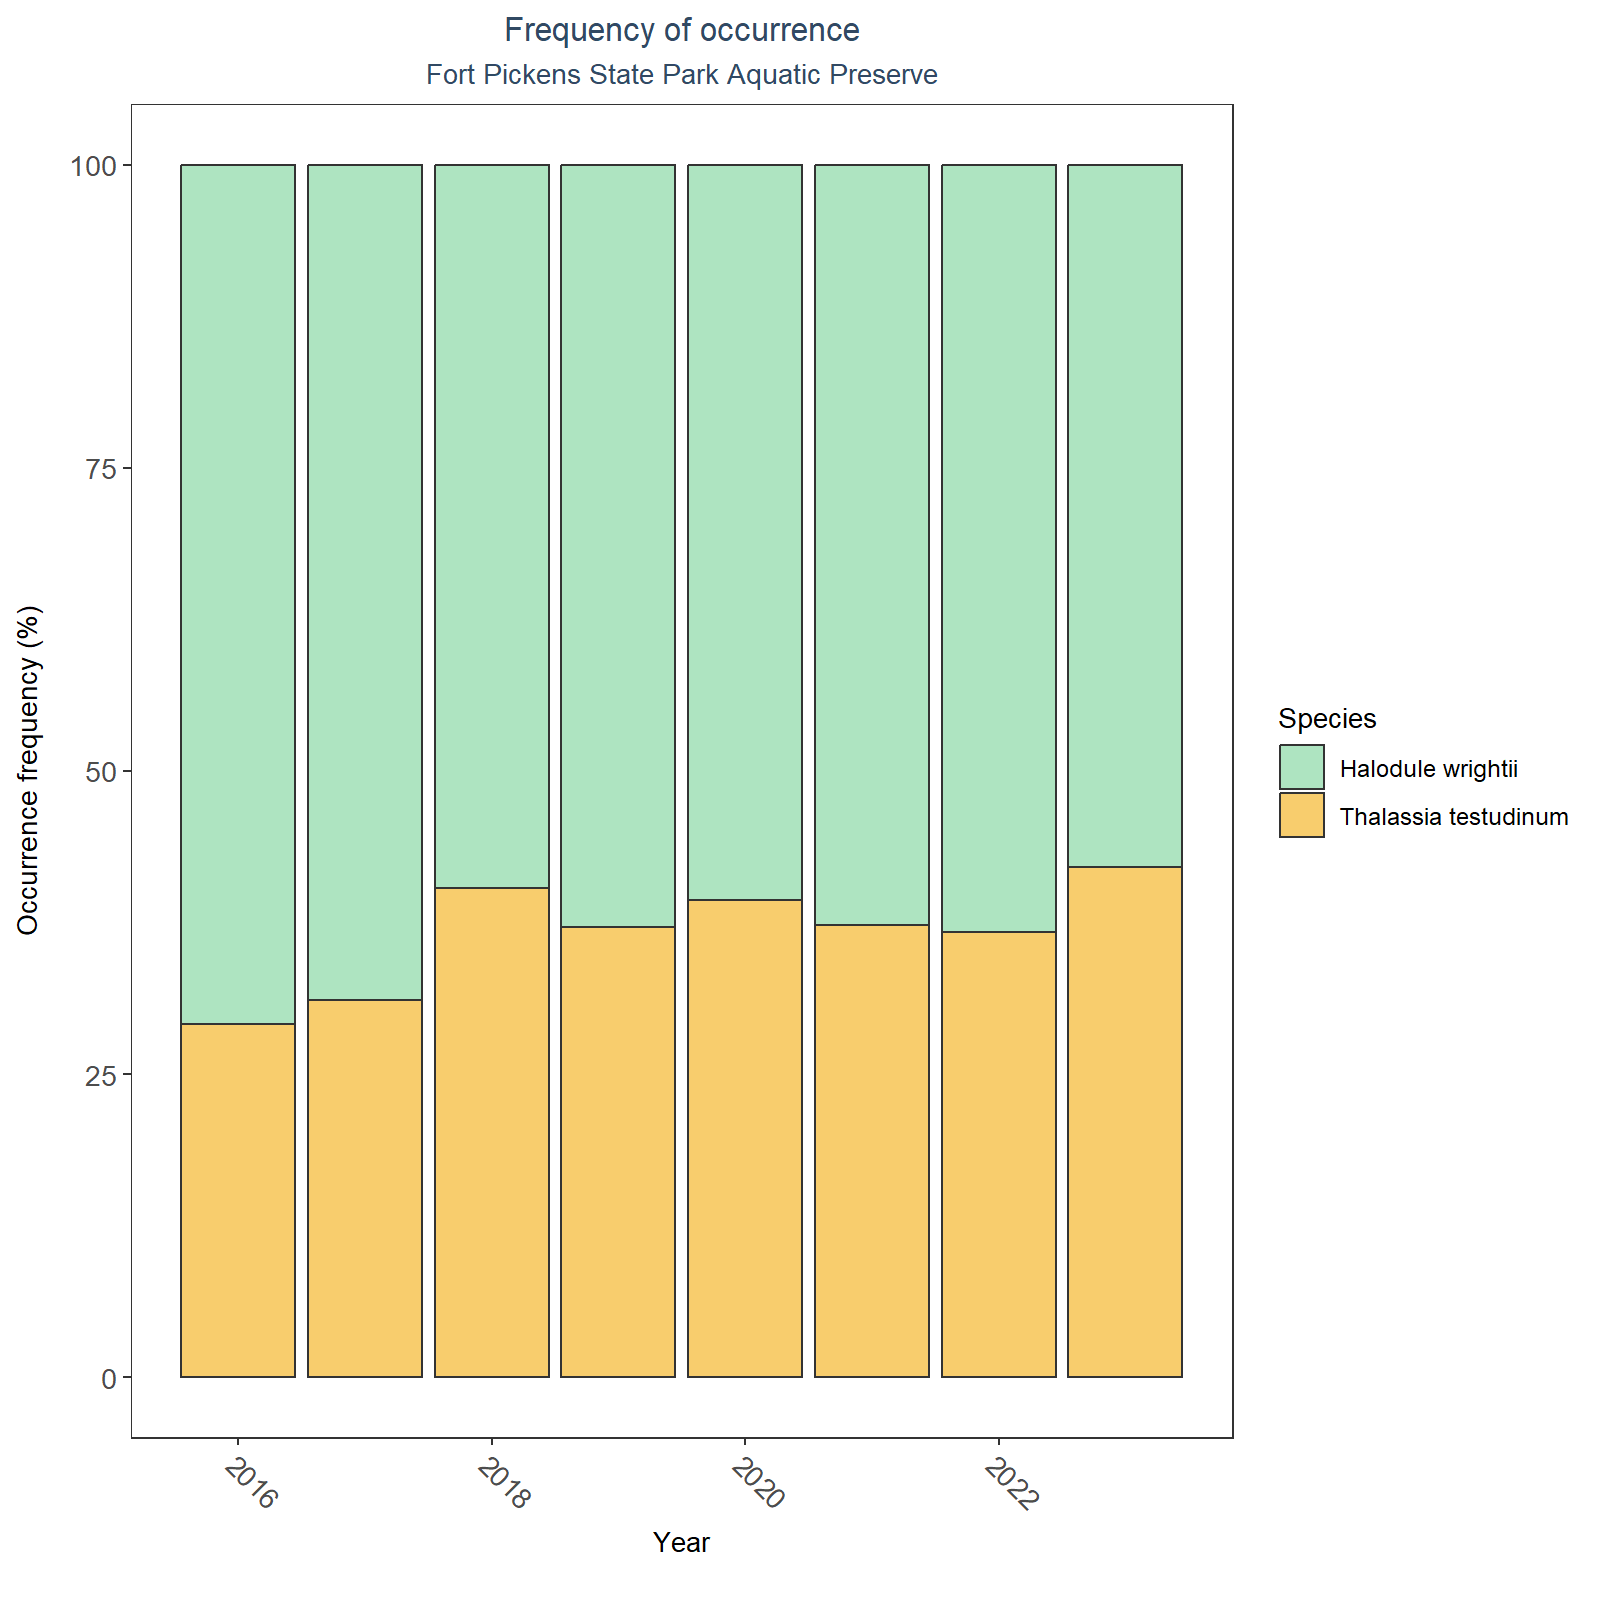 Frequency of occurrence
Fort Pickens State Park Aquatic Preserve
Occurrence frequency (%)
100
75
50
25
0
2016
2018
2020
2022
Year
Species
Halodule wrightii
Thalassia testudinum